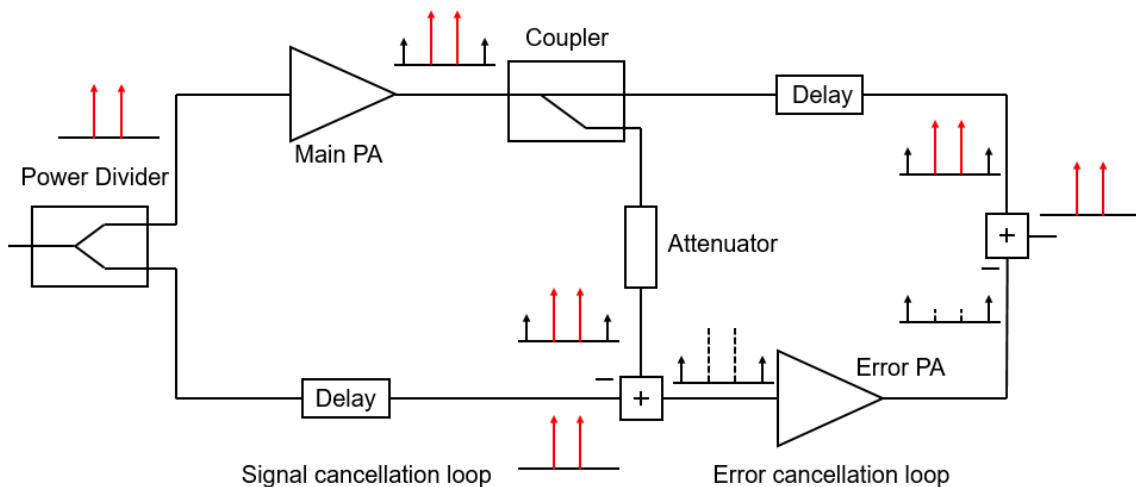 Coupler
Main PA
Delay
Power Divider
Attenuator
+
−
−
+
Error PA
Delay
Signal cancellation loop
Error cancellation loop